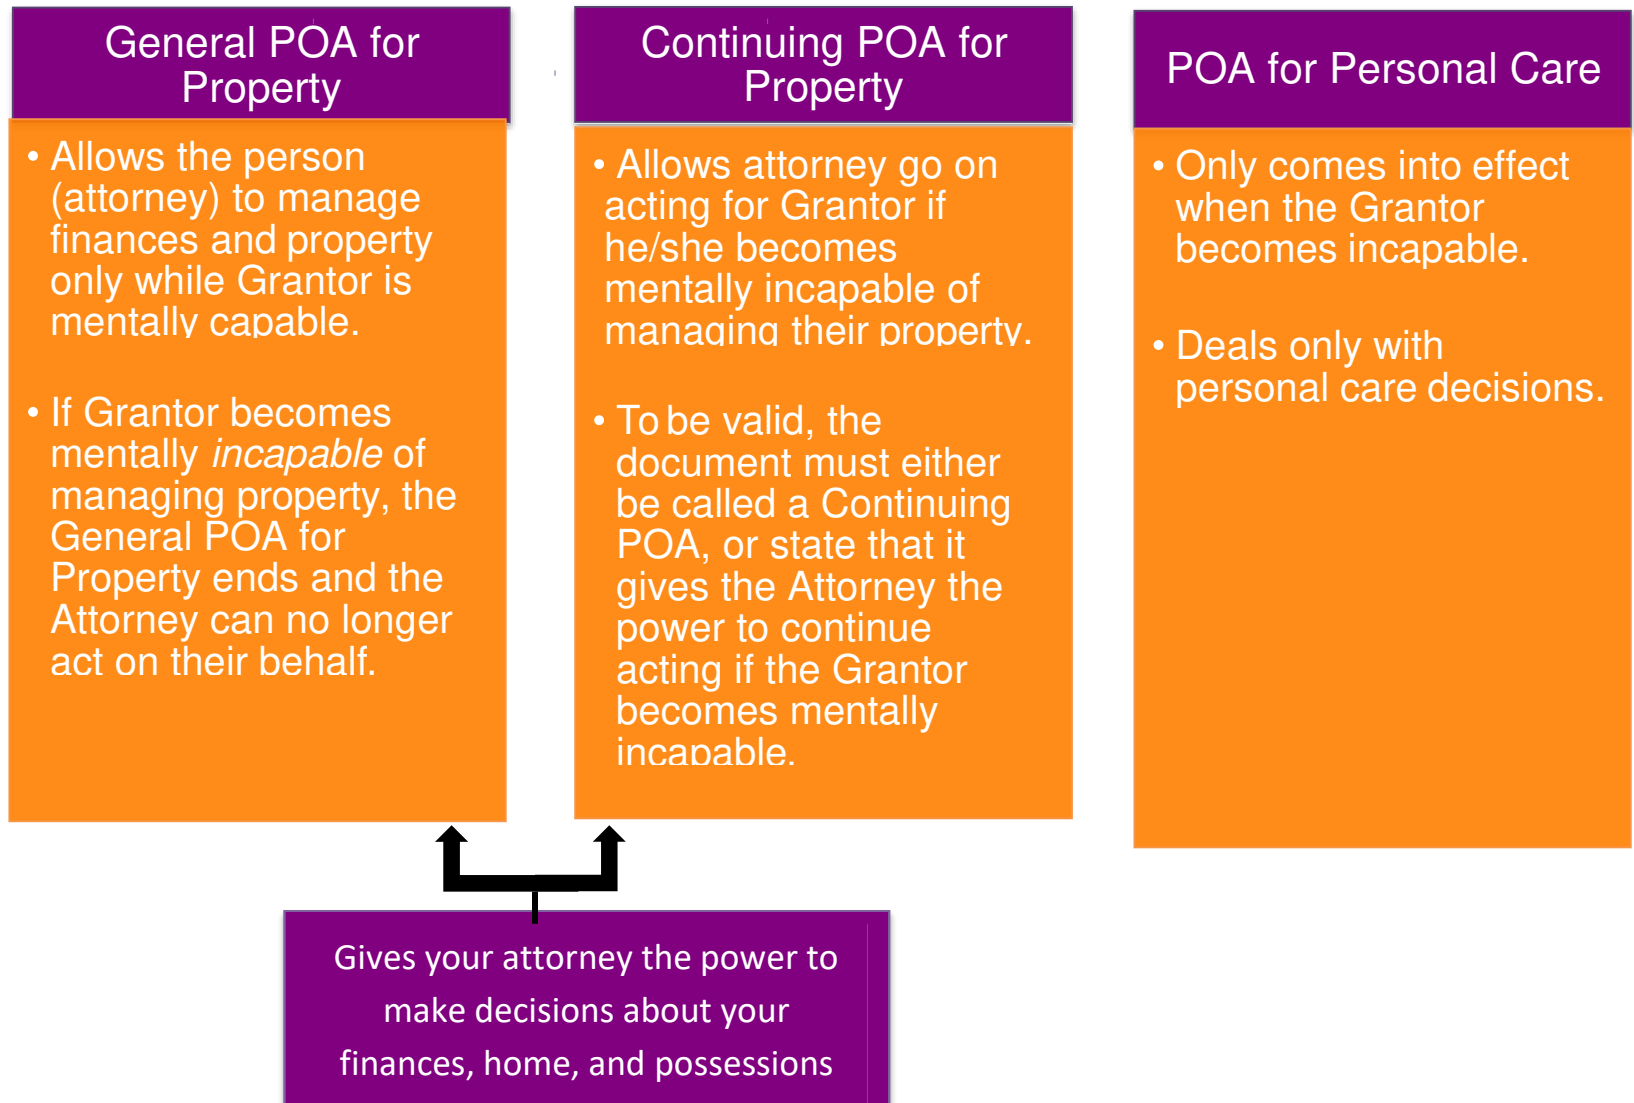 General POA for
Property
• Allows the person
(attorney) to manage
finances and property
only while Grantor is
mentally capable.
• If Grantor becomes
mentally incapable of
managing property, the
General POA for
Property ends and the
Attorney can no longer
act on their behalf.
Continuing POA for
Property
• Allows attorney go on
acting for Grantor if
he/she becomes
mentally incapable of
managing their property.
• To be valid, the
document must either
be called a Continuing
POA, or state that it
gives the Attorney the
power to continue
acting if the Grantor
becomes mentally
incapable.
POA for Personal Care
• Only comes into effect
when the Grantor
becomes incapable.
• Deals only with
personal care decisions.
Gives your attorney the power to
make decisions about your
finances, home, and possessions